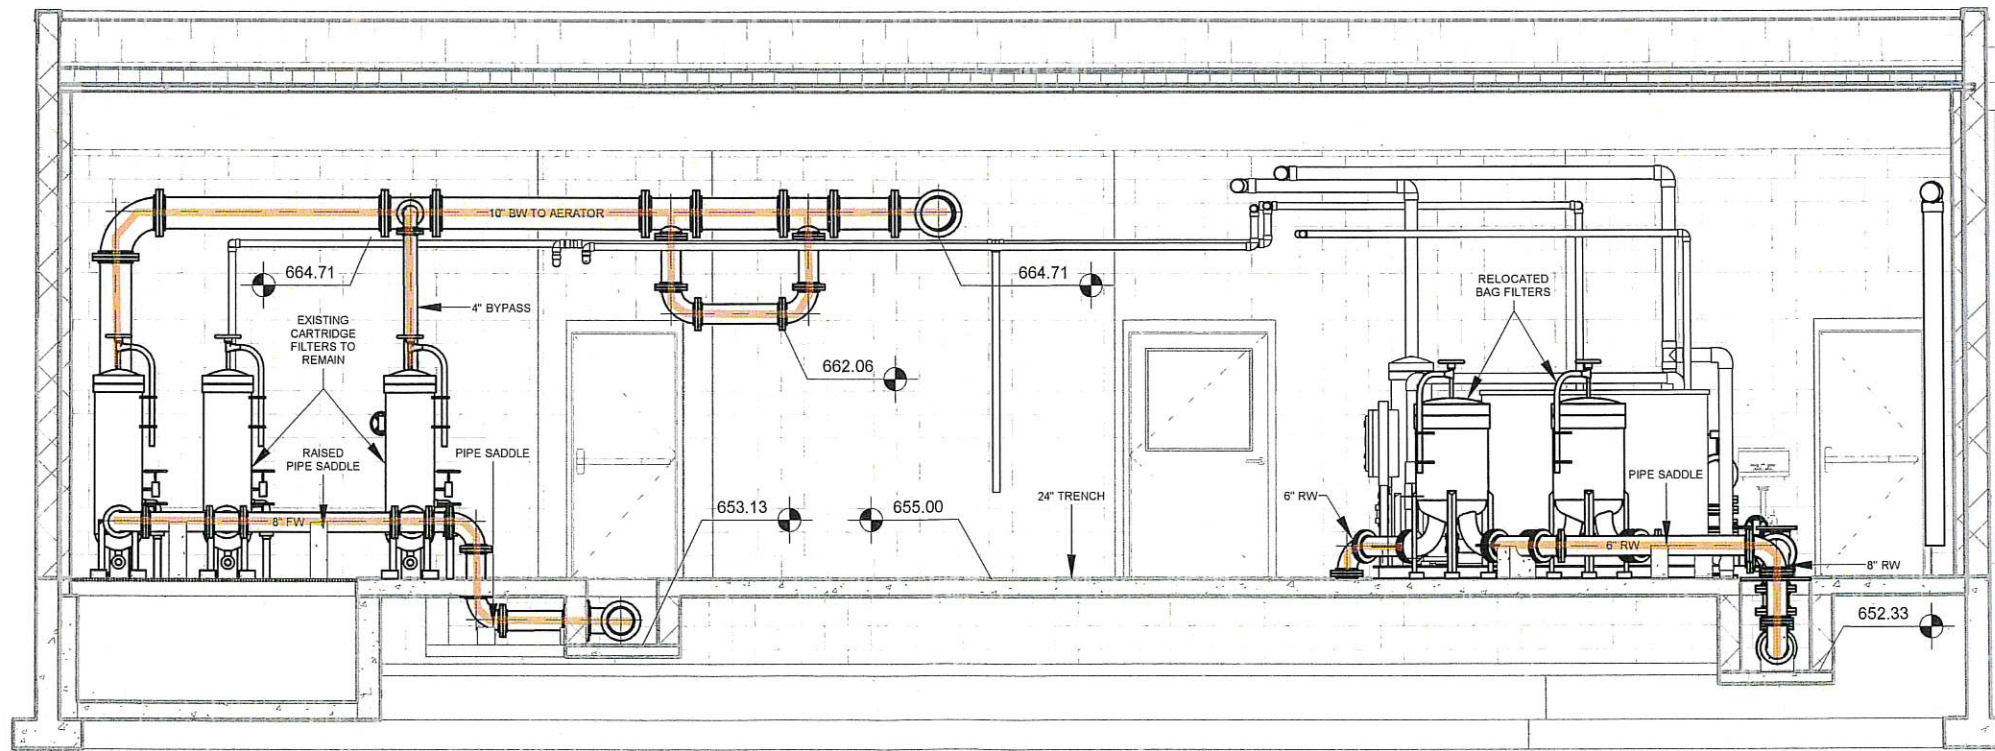 10" BW TO AERATOR
664.71
664.71
RELOCATED
BAG FILTERS
4" BYPASS
EXISTING
CARTRIDGE
FILTERS TO
REMAIN
662.06
RAISED
PIPE SADDLE
PIPE SADDLE
PIPE SADDLE
653.13
655.00
24" TRENCH
6" RW
8" FW
6" RW
8" RW
652.33